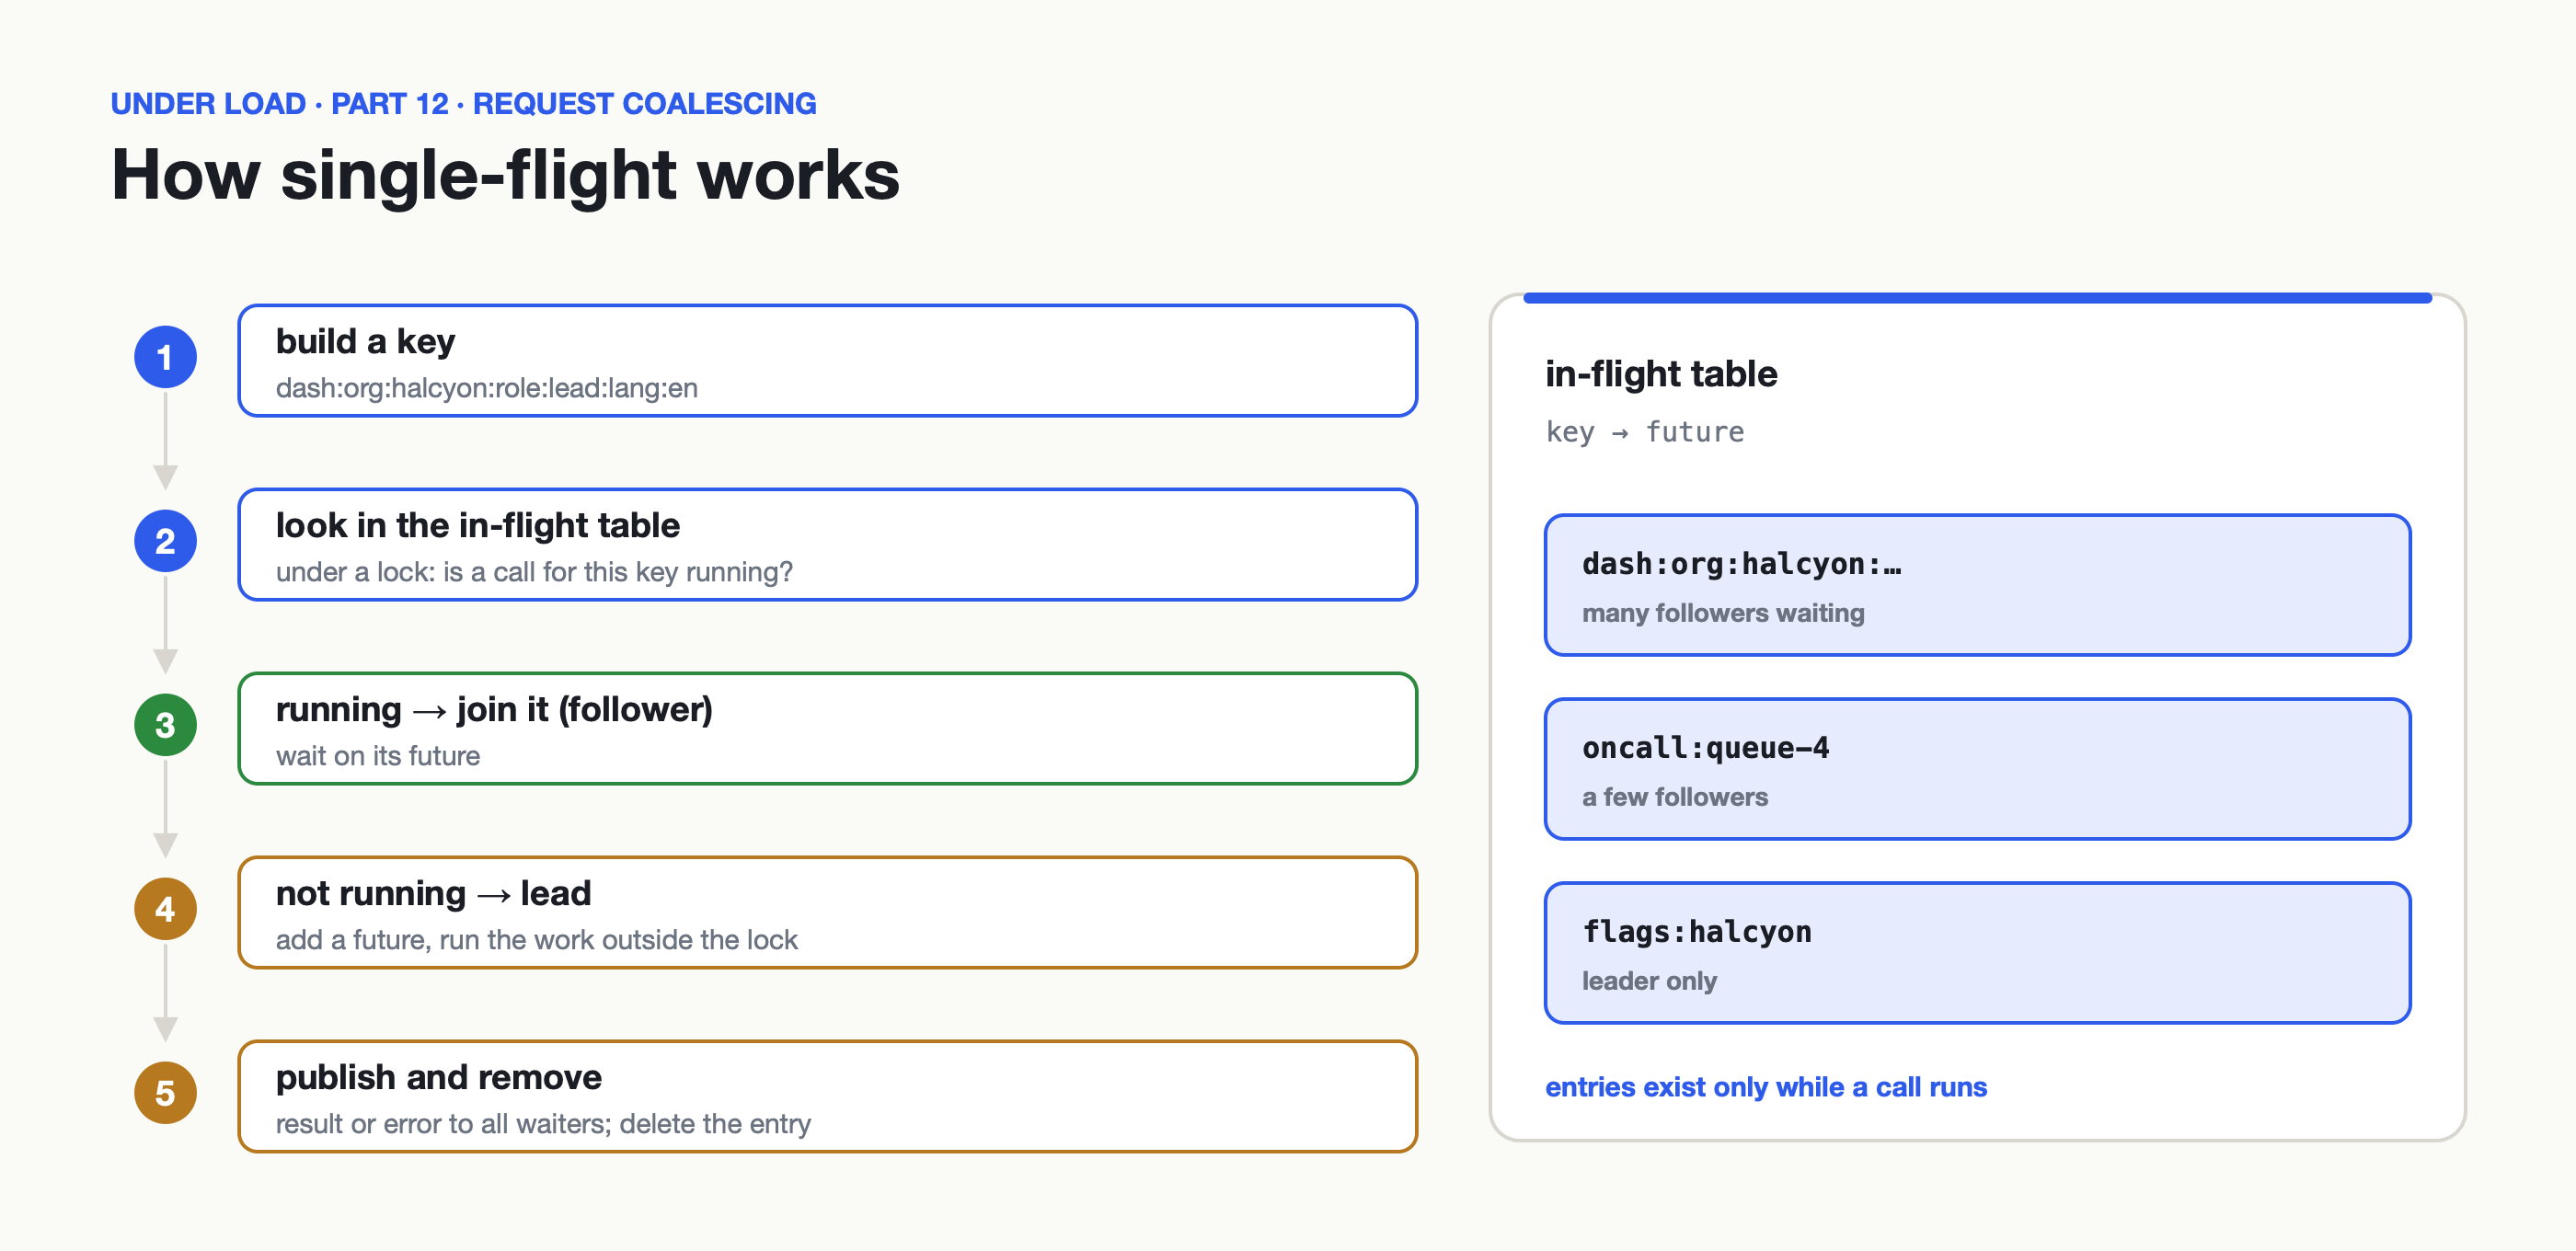 UNDER LOAD · PART 12 · REQUEST COALESCING
How single-flight works
1
build a key
dash:org:halcyon:role:lead:lang:en
2
look in the in-flight table
under a lock: is a call for this key running?
3
running → join it (follower)
wait on its future
4
not running → lead
add a future, run the work outside the lock
5
publish and remove
result or error to all waiters; delete the entry
in-flight table
key → future
dash:org:halcyon:…
many followers waiting
oncall:queue-4
a few followers
flags:halcyon
leader only
entries exist only while a call runs